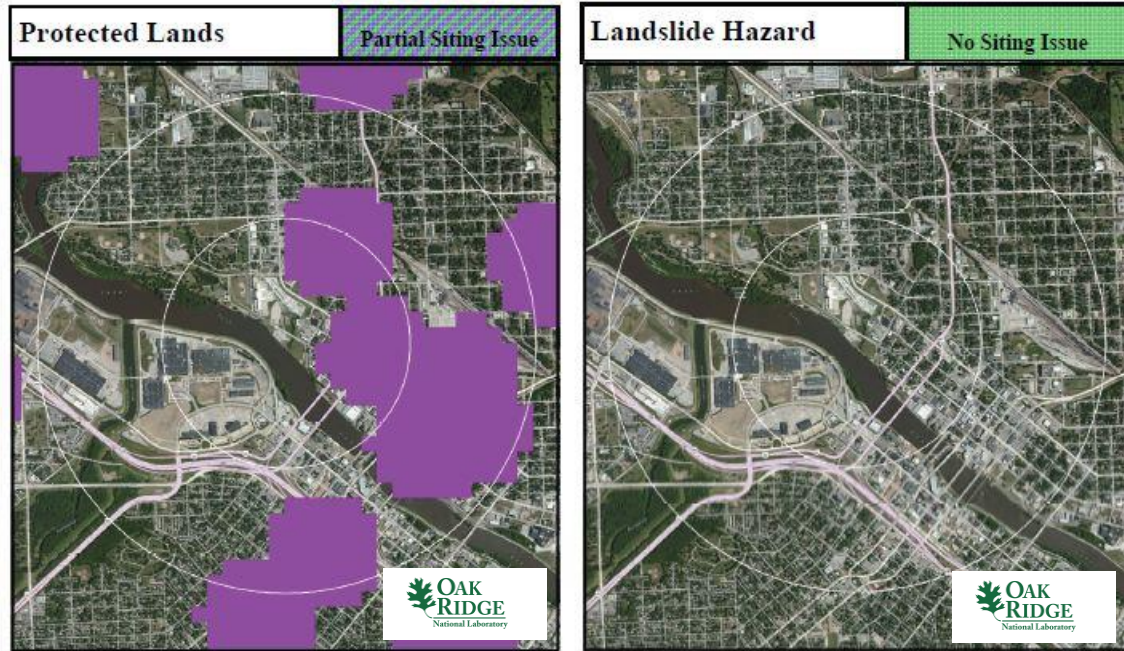 Protected Lands
Partial Siting Issue
Landslide Hazard
No Siting Issue
OAK
RIDGE
National Laboratory
OAK
RIDGE
National Laboratory